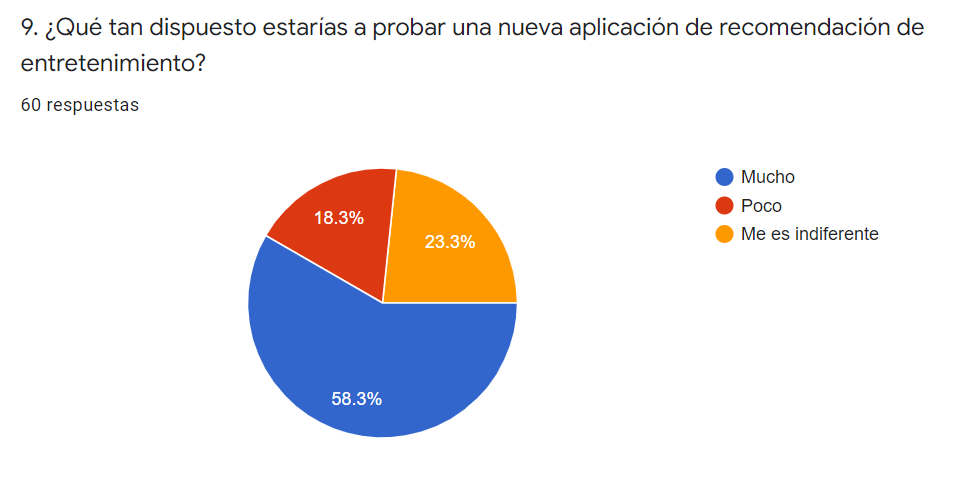 9. ¿Qué tan dispuesto estarías a probar una nueva aplicación de recomendación de
entretenimiento?
60 respuestas
Mucho
Poco
Me es indiferente
18.3%
23.3%
58.3%